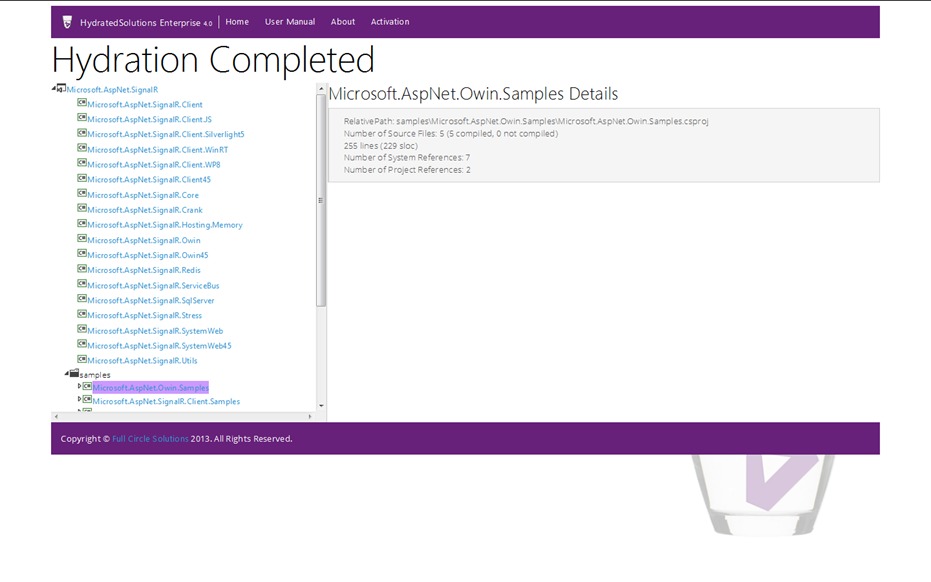 HydratedSolutions Enterprise 4.0 Home User Manual About Activation
Hydration Completed
Microsoft.AspNet.SignalR
Microsoft.AspNet.SignalR.Client
Microsoft.AspNet.SignalR.Client.JS
Microsoft.AspNet.SignalR.Client.Silverlight5
Microsoft.AspNet.SignalR.Client.WinRT
Microsoft.AspNet.SignalR.Client.WP8
Microsoft.AspNet.SignalR.Client45
Microsoft.AspNet.SignalR.Core
Microsoft.AspNet.SignalR.Crank
Microsoft.AspNet.SignalR.Hosting.Memory
Microsoft.AspNet.SignalR.Owin
Microsoft.AspNet.SignalR.Owin45
Microsoft.AspNet.SignalR.Redis
Microsoft.AspNet.SignalR.ServiceBus
Microsoft.AspNet.SignalR.SqlServer
Microsoft.AspNet.SignalR.Stress
Microsoft.AspNet.SignalR.SystemWeb
Microsoft.AspNet.SignalR.SystemWeb45
Microsoft.AspNet.SignalR.Utils
samples
Microsoft.AspNet.Owin.Samples
Microsoft.AspNet.SignalR.Client.Samples
Microsoft.AspNet.Owin.Samples Details
RelativePath: samples\Microsoft.AspNet.Owin.Samples\Microsoft.AspNet.Owin.Samples.csproj
Number of Source Files: 5 (5 compiled, 0 not compiled)
255 lines (229 sloc)
Number of System References: 7
Number of Project References: 2
Copyright © Full Circle Solutions 2013. All Rights Reserved.